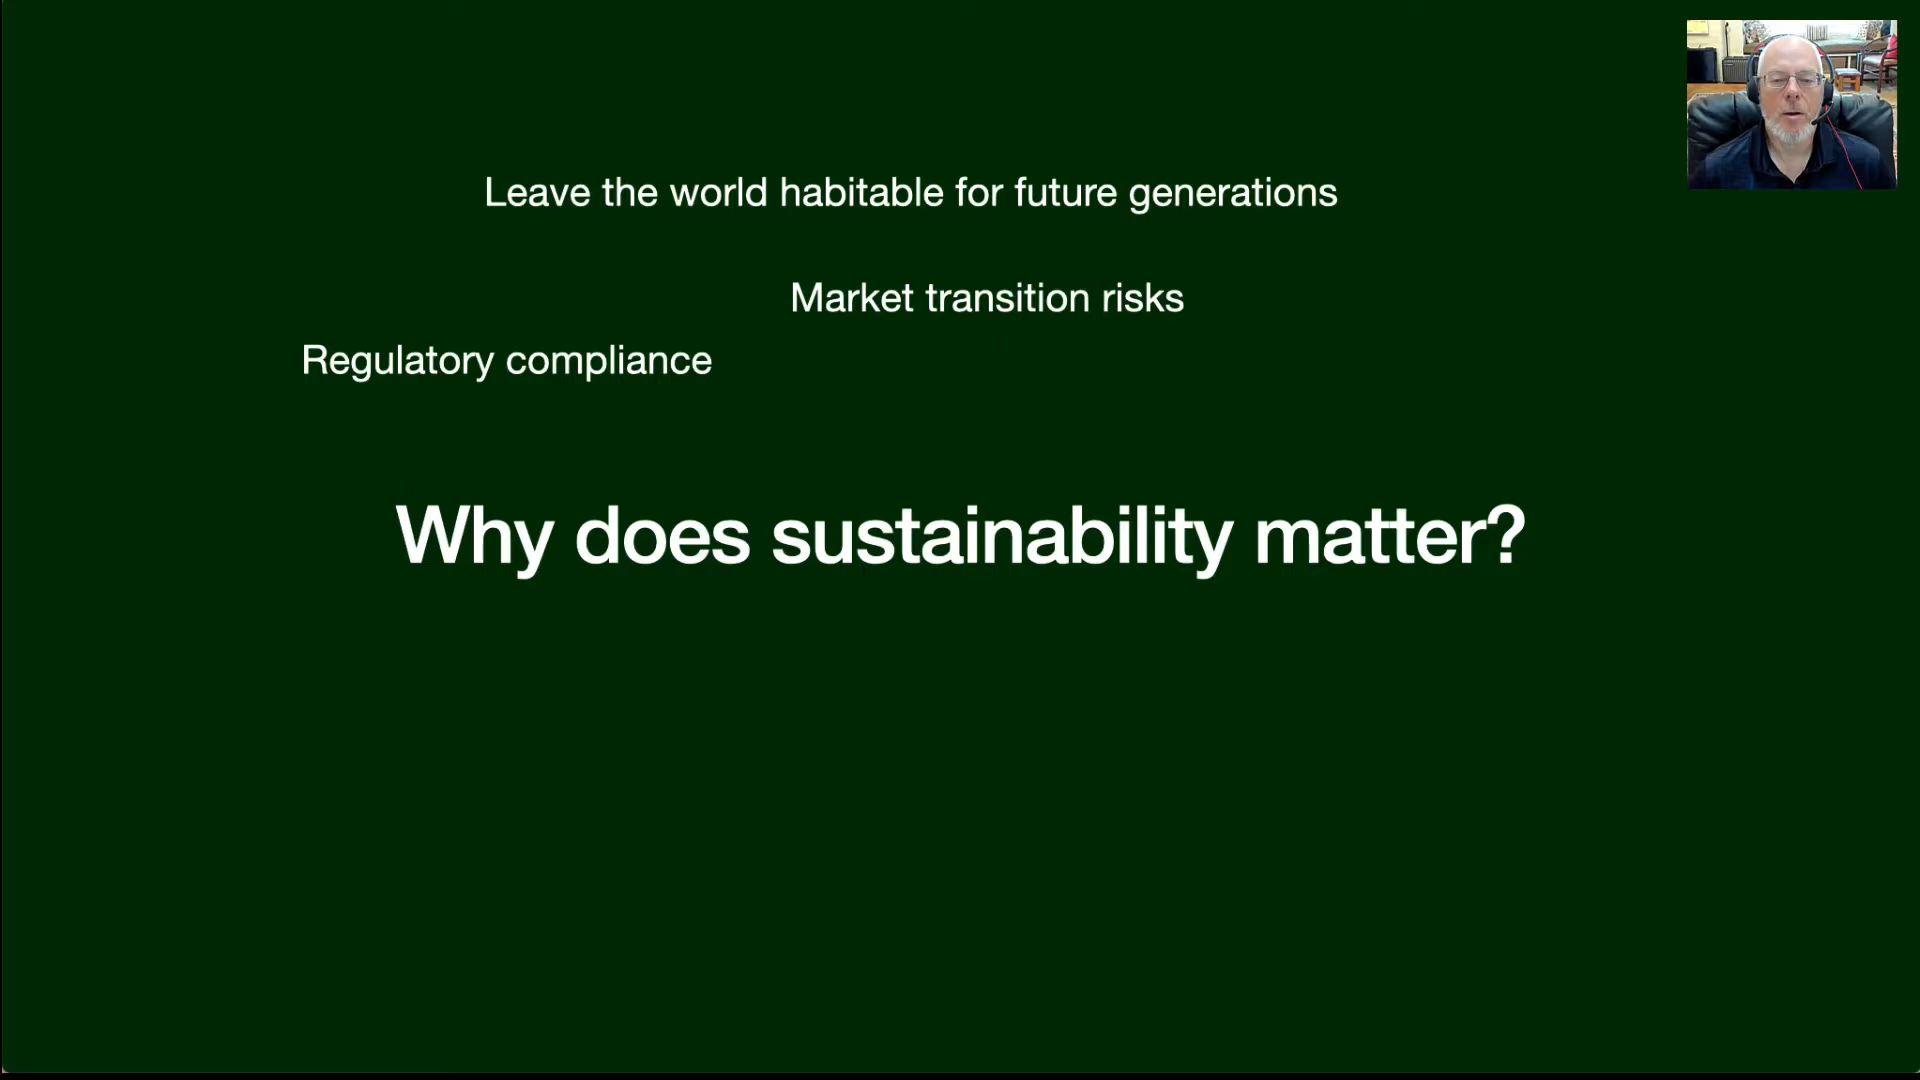 Leave the world habitable for future generations
Market transition risks
Regulatory compliance
Why does sustainability matter?